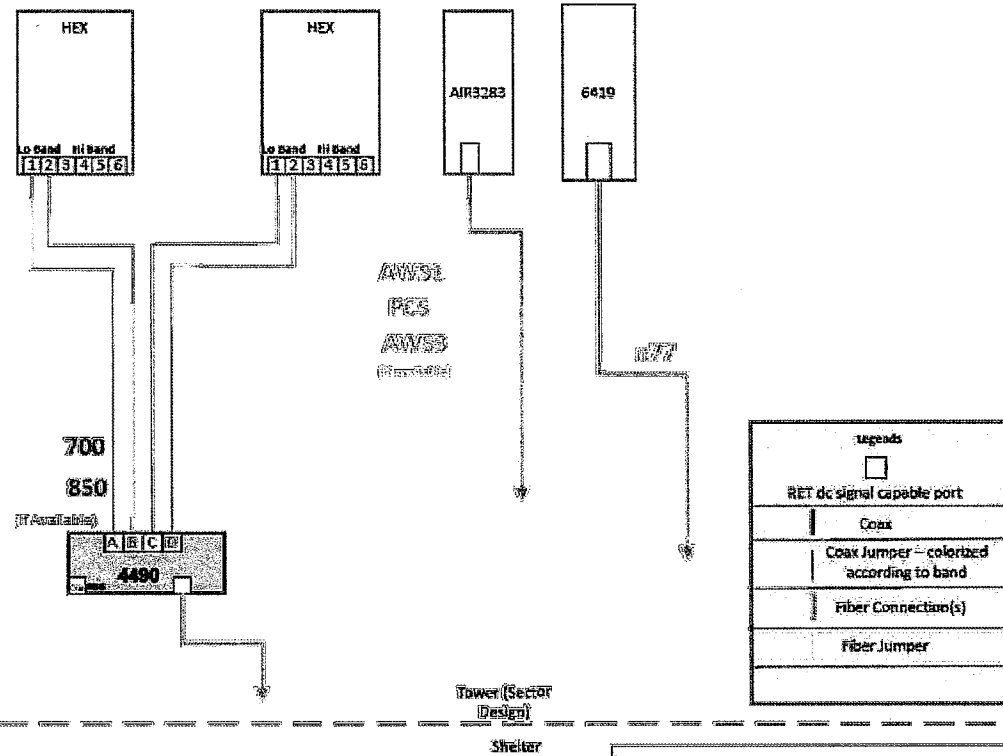 HEX
HEX
AIR3283
6419
Lo Band Hi Band
1 2 3 4 5 6
Lo Band Hi Band
1 2 3 4 5 6
AWS1
PCS
AWS3
n77
700
850
(If Available)
A B C D
4490
Legends
RET dc signal capable port
Coax
Coax Jumper – colorized
according to band
Fiber Connection(s)
Fiber Jumper
Tower (Sector
Design)
Shelter